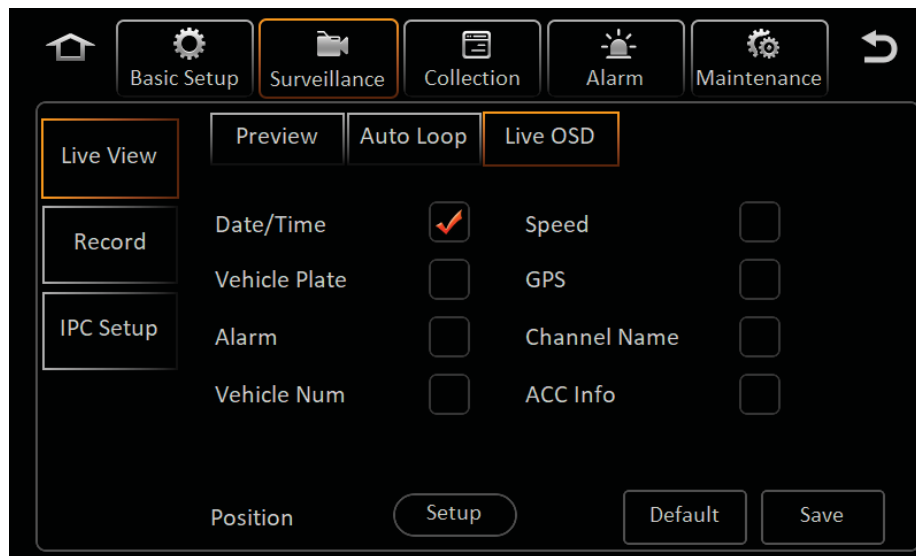 Basic Setup Surveillance Collection Alarm Maintenance
Preview Auto Loop Live OSD
Live View
Record
IPC Setup
Date/Time Speed
Vehicle Plate GPS
Alarm Channel Name
Vehicle Num ACC Info
Position Setup Default Save